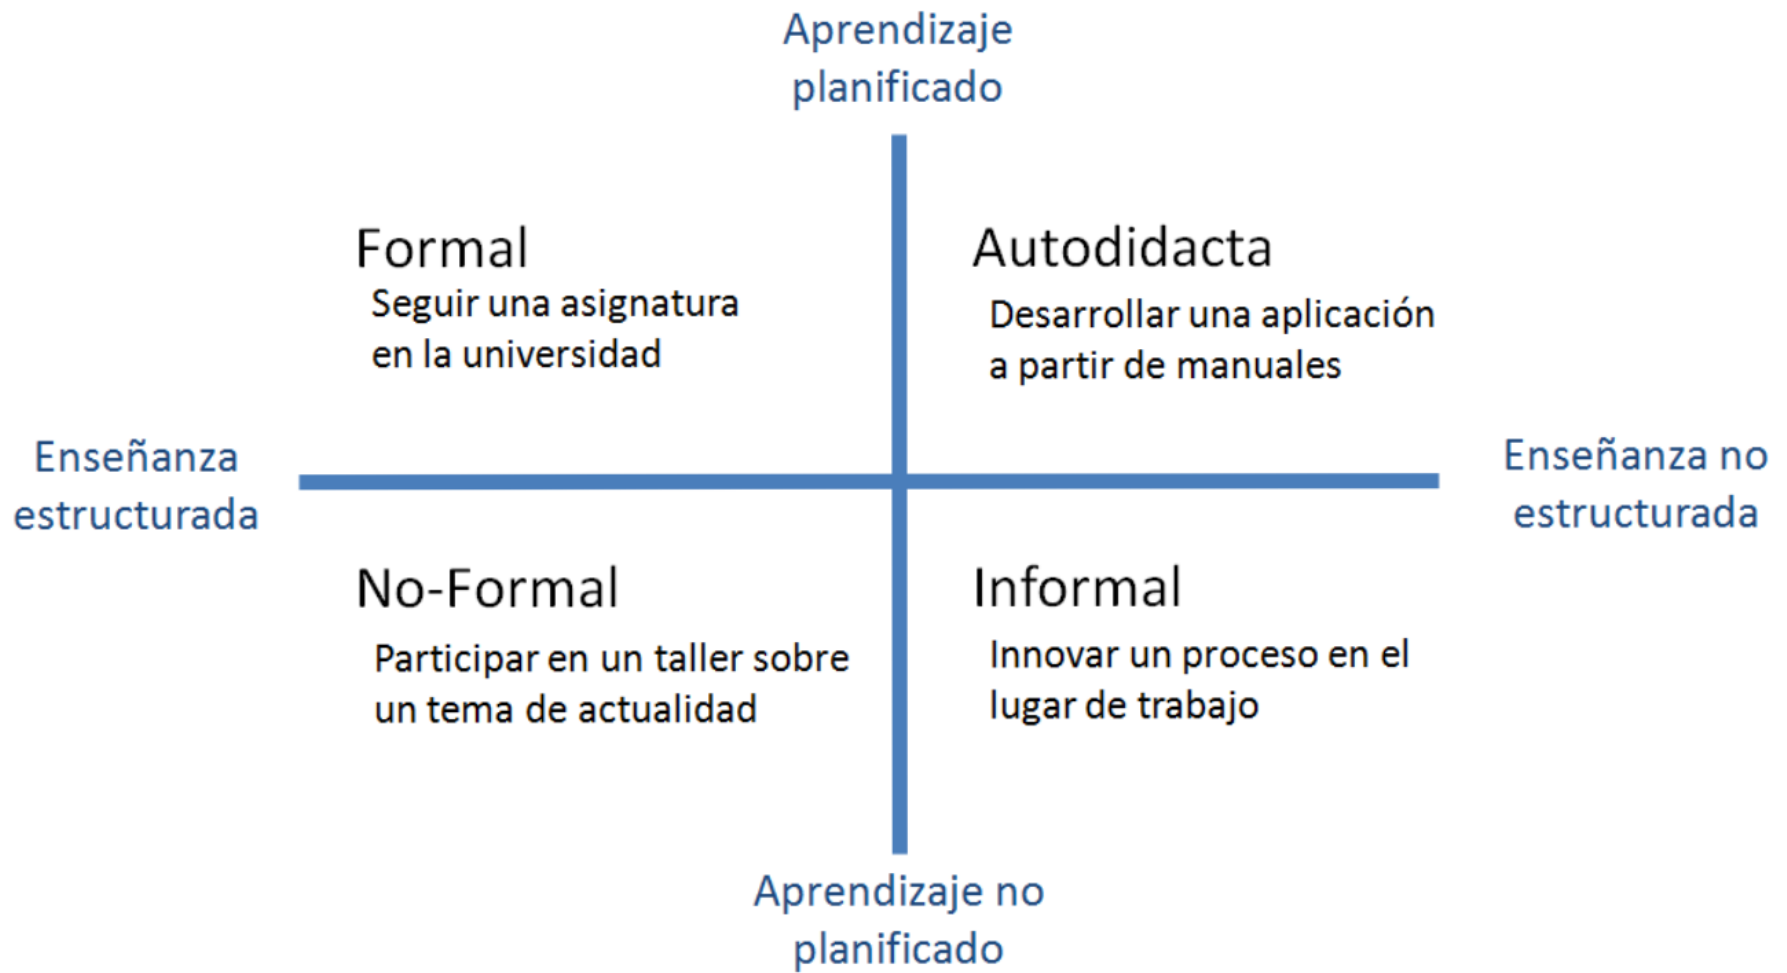 Aprendizaje
planificado
Formal
Seguir una asignatura
en la universidad
Autodidacta
Desarrollar una aplicación
a partir de manuales
Enseñanza
estructurada
Enseñanza no
estructurada
No-Formal
Participar en un taller sobre
un tema de actualidad
Informal
Innovar un proceso en el
lugar de trabajo
Aprendizaje no
planificado